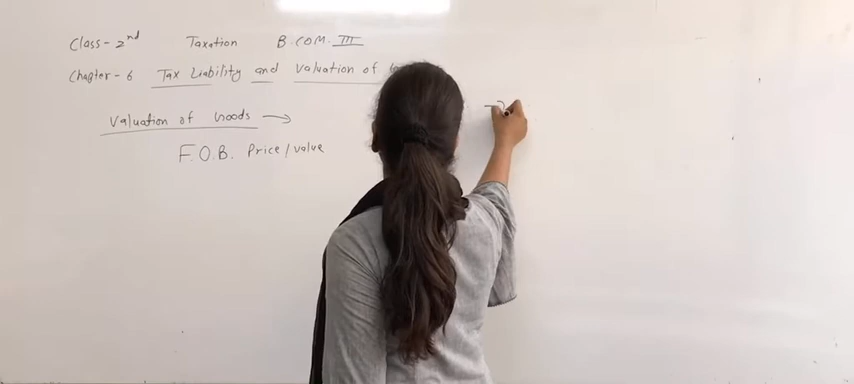 Class - 2nd Taxation B.COM. III
Chapter - 6 Tax Liability and Valuation of
Valuation of Goods →
F.O.B. Price/value